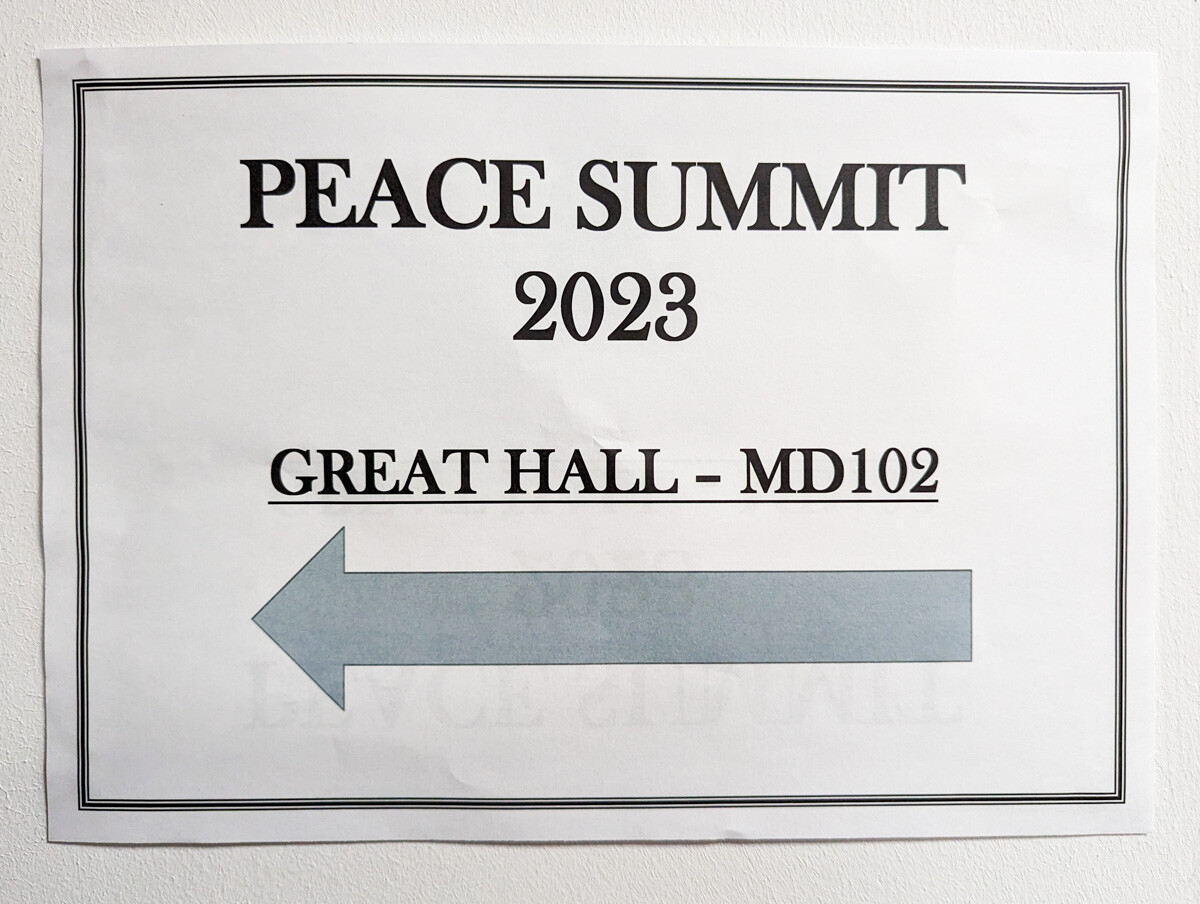 PEACE SUMMIT
2023
GREAT HALL – MD102